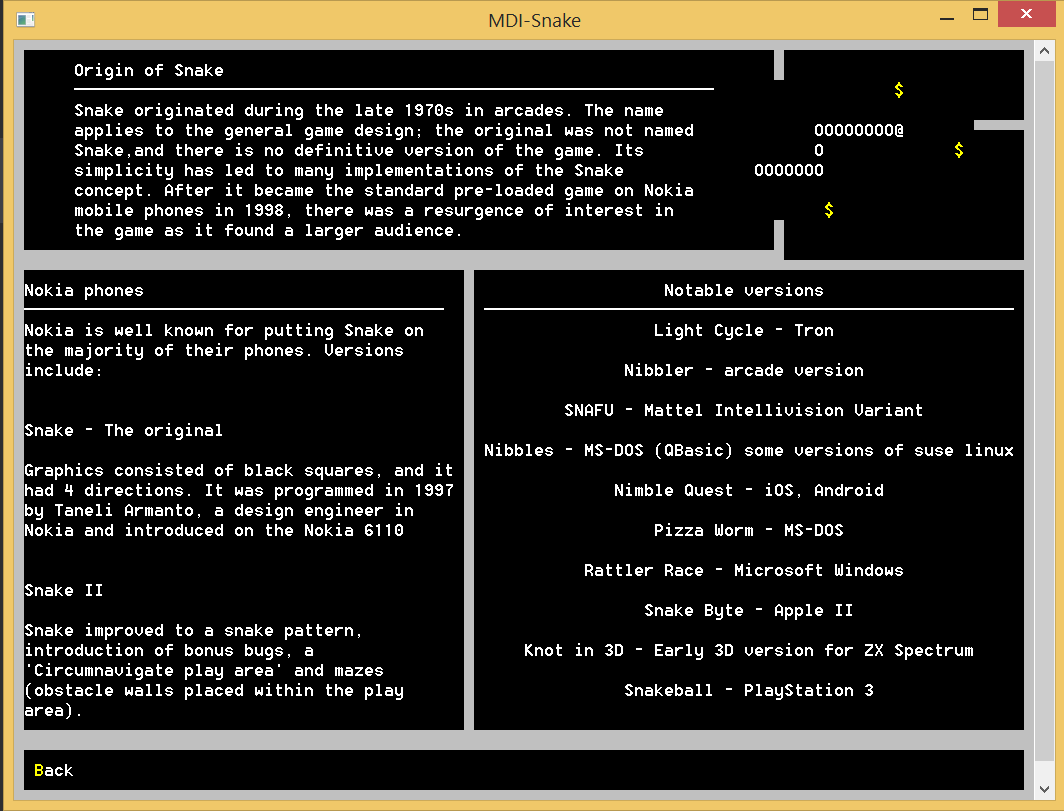 MDI-Snake
Origin of Snake
Snake originated during the late 1970s in arcades. The name
applies to the general game design; the original was not named
Snake,and there is no definitive version of the game. Its
simplicity has led to many implementations of the Snake
concept. After it became the standard pre-loaded game on Nokia
mobile phones in 1998, there was a resurgence of interest in
the game as it found a larger audience.
$
OOOOOOOO@
O
$
OOOOOOO
$
Nokia phones
Nokia is well known for putting Snake on
the majority of their phones. Versions
include:
Snake - The original
Graphics consisted of black squares, and it
had 4 directions. It was programmed in 1997
by Taneli Armanto, a design engineer in
Nokia and introduced on the Nokia 6110
Snake II
Snake improved to a snake pattern,
introduction of bonus bugs, a
'Circumnavigate play area' and mazes
(obstacle walls placed within the play
area).
Notable versions
Light Cycle - Tron
Nibbler - arcade version
SNAFU - Mattel Intellivision Variant
Nibbles - MS-DOS (QBasic) some versions of suse linux
Nimble Quest - iOS, Android
Pizza Worm - MS-DOS
Rattler Race - Microsoft Windows
Snake Byte - Apple II
Knot in 3D - Early 3D version for ZX Spectrum
Snakeball - PlayStation 3
Back